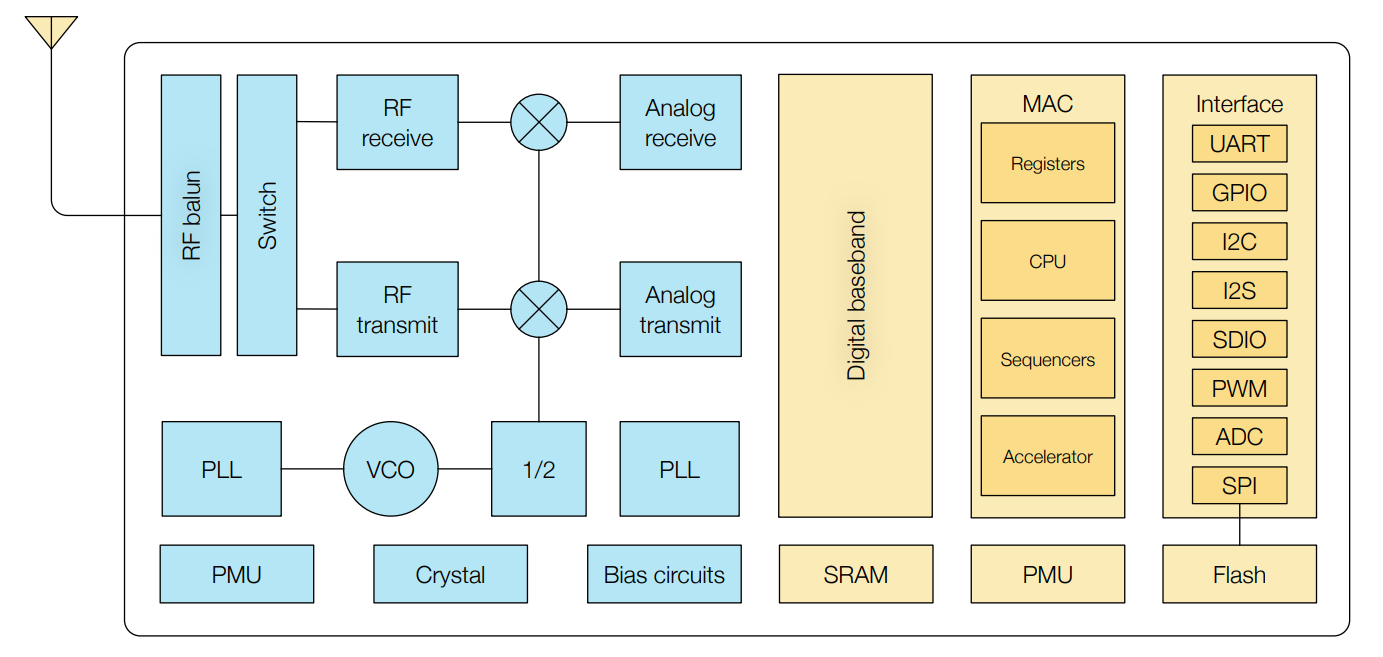 RF balun
Switch
RF
receive
Analog
receive
RF
transmit
Analog
transmit
PLL
VCO
1/2
PLL
PMU
Crystal
Bias circuits
Digital baseband
SRAM
MAC
Registers
CPU
Sequencers
Accelerator
PMU
Interface
UART
GPIO
I2C
I2S
SDIO
PWM
ADC
SPI
Flash